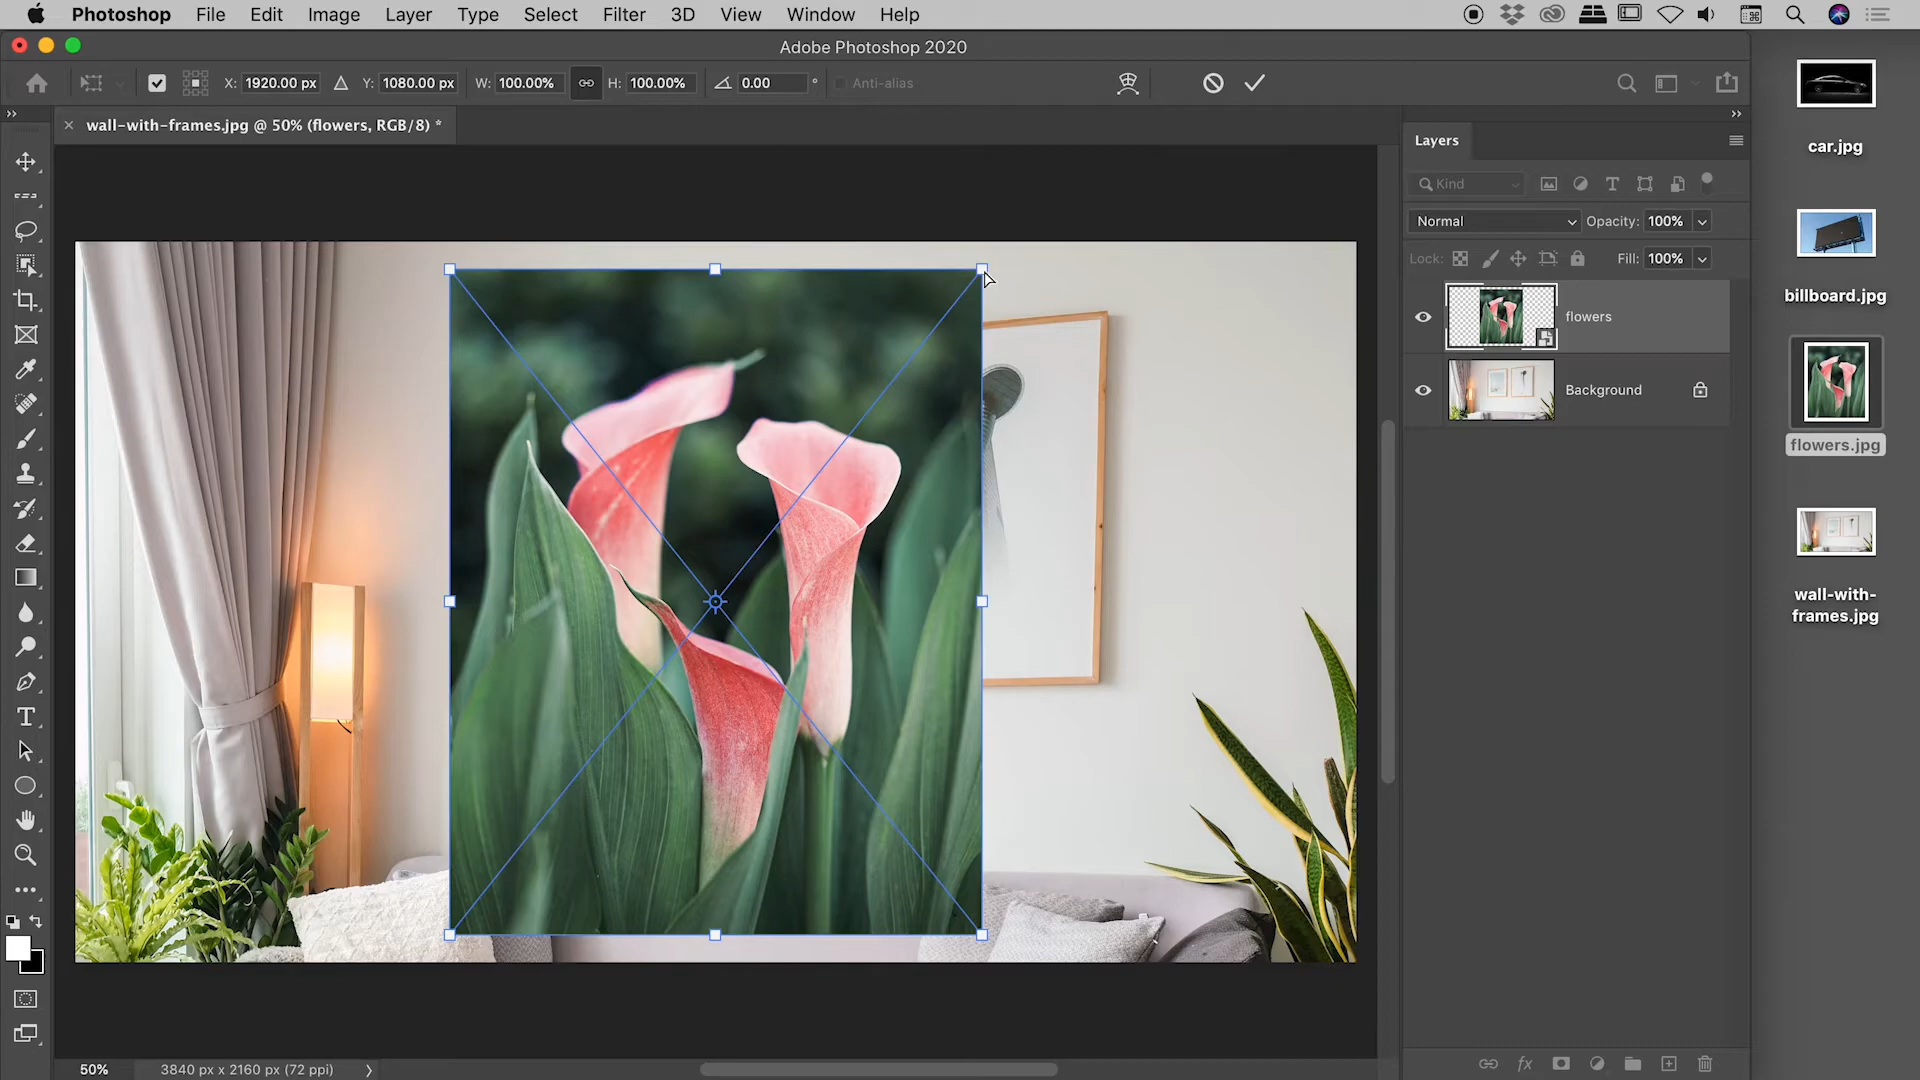 Photoshop File Edit Image Layer Type Select Filter 3D View Window Help
Adobe Photoshop 2020
X: 1920.00 px Y: 1080.00 px W: 100.00% H: 100.00% 0.00 ° Anti-alias
wall-with-frames.jpg @ 50% (flowers, RGB/8) *
Layers
Kind
Normal Opacity: 100%
Lock: Fill: 100%
flowers
Background
car.jpg
billboard.jpg
flowers.jpg
wall-with-
frames.jpg
50% 3840 px x 2160 px (72 ppi)
fx